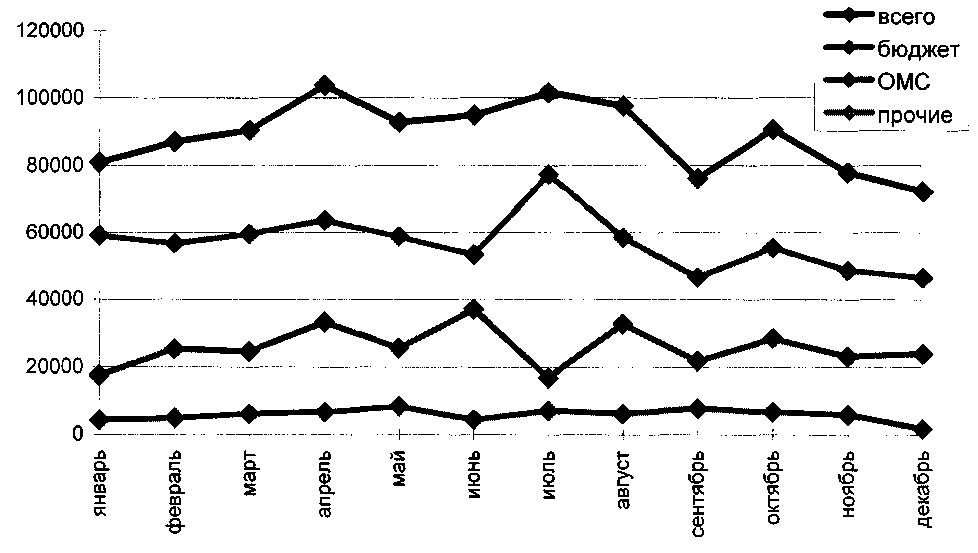 120000
100000
80000
60000
40000
20000
0
всего
бюджет
ОМС
прочие
январь
февраль
март
апрель
май
июнь
июль
август
сентябрь
октябрь
ноябрь
декабрь